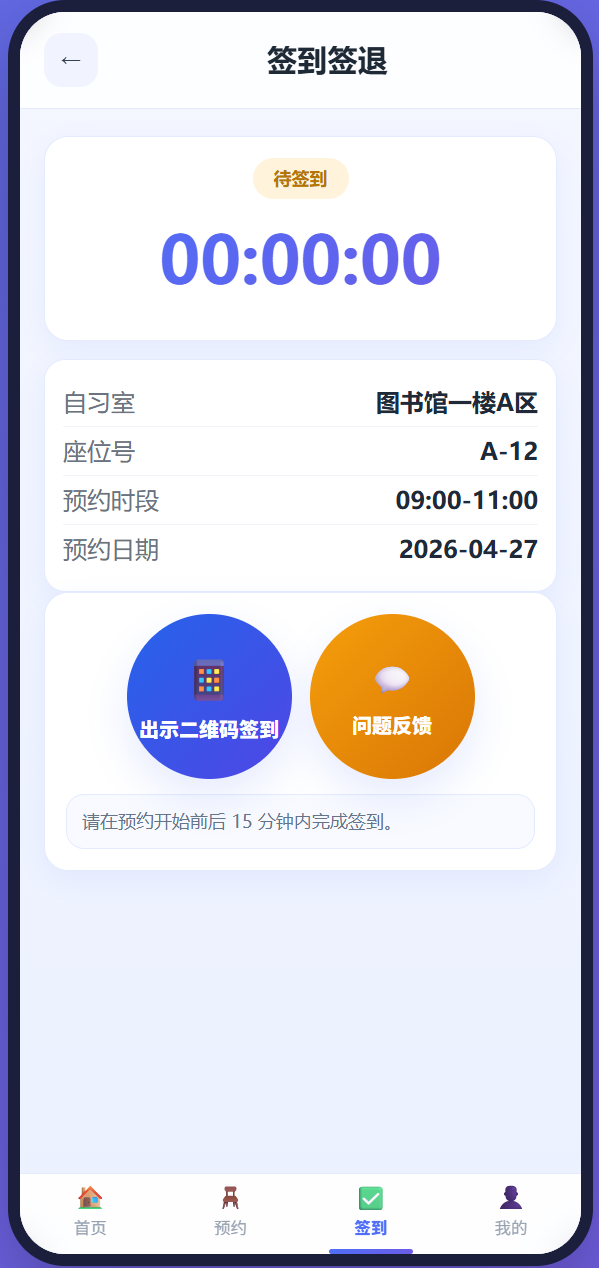 ←
签到签退
待签到
00:00:00
自习室 图书馆一楼A区
座位号 A-12
预约时段 09:00-11:00
预约日期 2026-04-27
出示二维码签到 问题反馈
请在预约开始前后 15 分钟内完成签到。
首页 预约 签到 我的